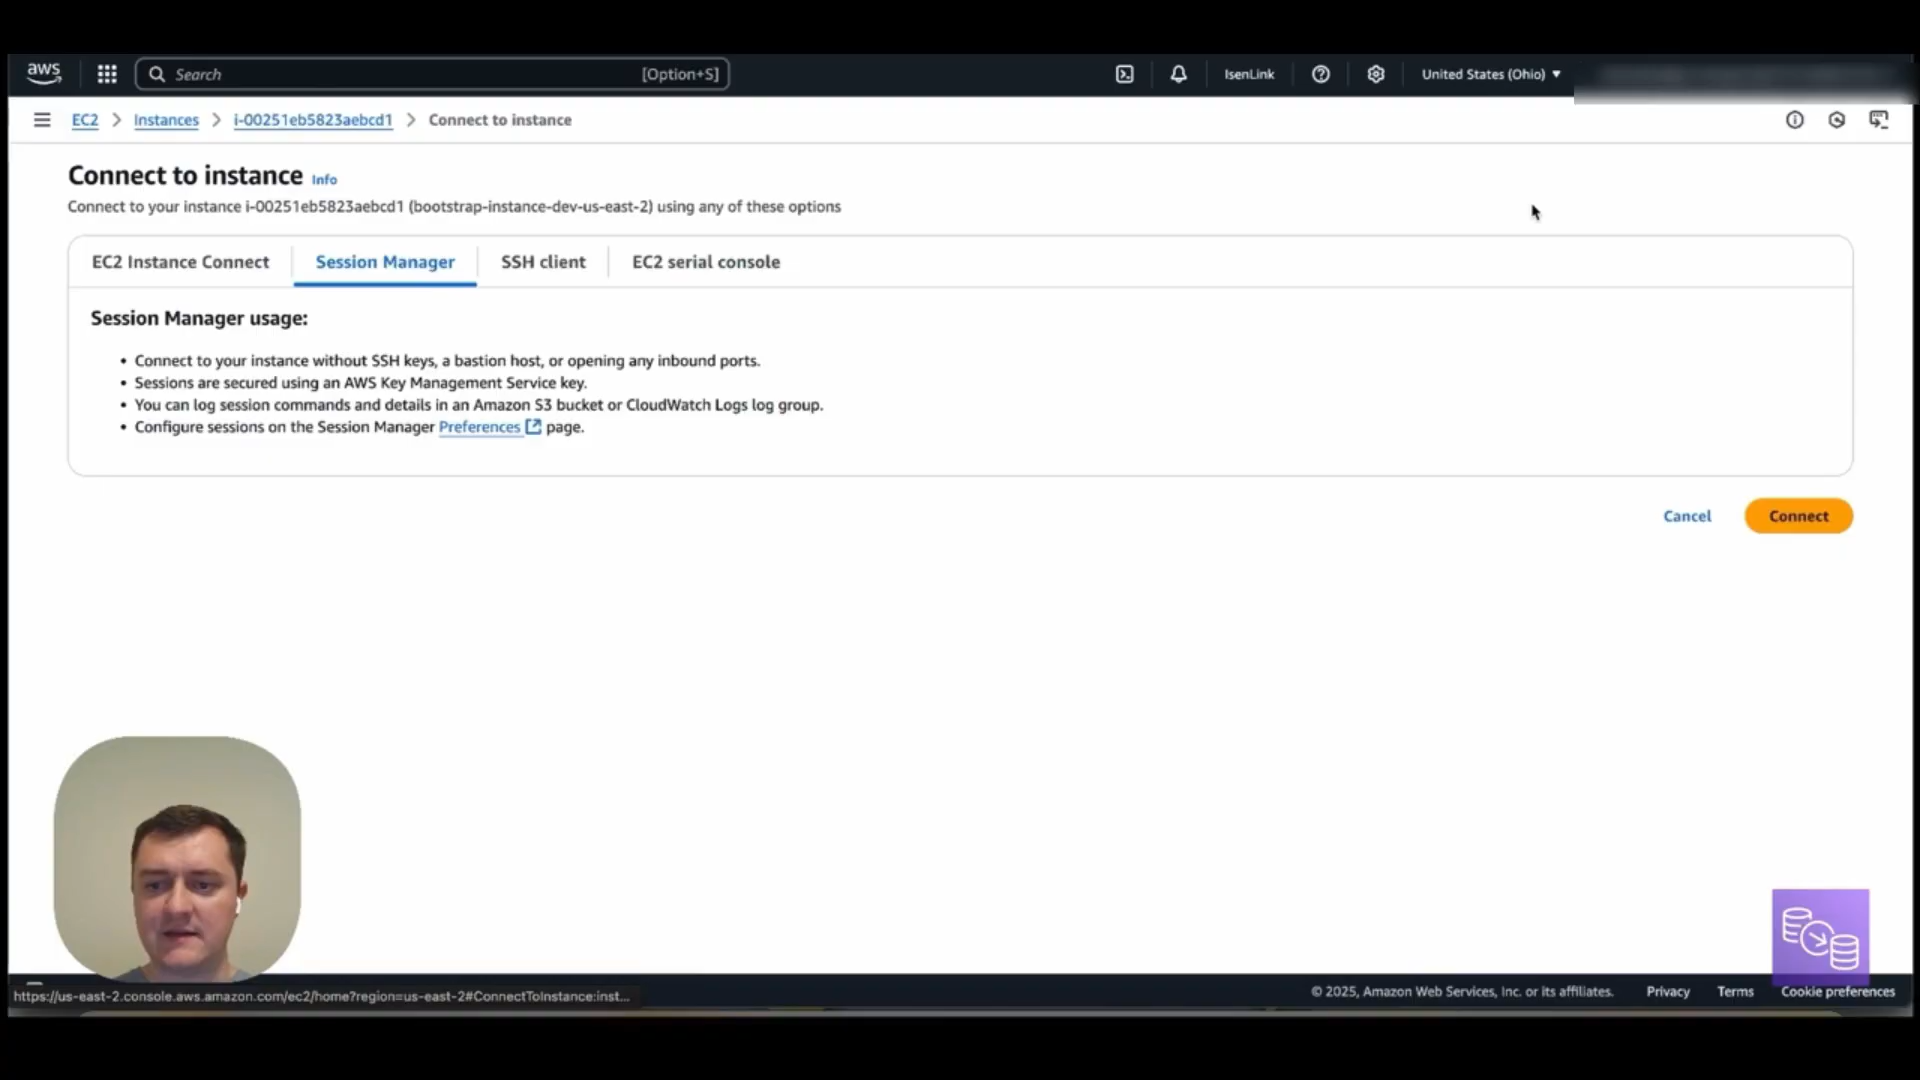 aws
Search [Option+S]
IsenLink
United States (Ohio)
EC2 > Instances > i-00251eb5823aebcd1 > Connect to instance
Connect to instance Info
Connect to your instance i-00251eb5823aebcd1 (bootstrap-instance-dev-us-east-2) using any of these options
EC2 Instance Connect
Session Manager
SSH client
EC2 serial console
Session Manager usage:
• Connect to your instance without SSH keys, a bastion host, or opening any inbound ports.
• Sessions are secured using an AWS Key Management Service key.
• You can log session commands and details in an Amazon S3 bucket or CloudWatch Logs log group.
• Configure sessions on the Session Manager Preferences page.
Cancel
Connect
https://us-east-2.console.aws.amazon.com/ec2/home?region=us-east-2#ConnectToInstance:inst...
© 2025, Amazon Web Services, Inc. or its affiliates.
Privacy
Terms
Cookie preferences